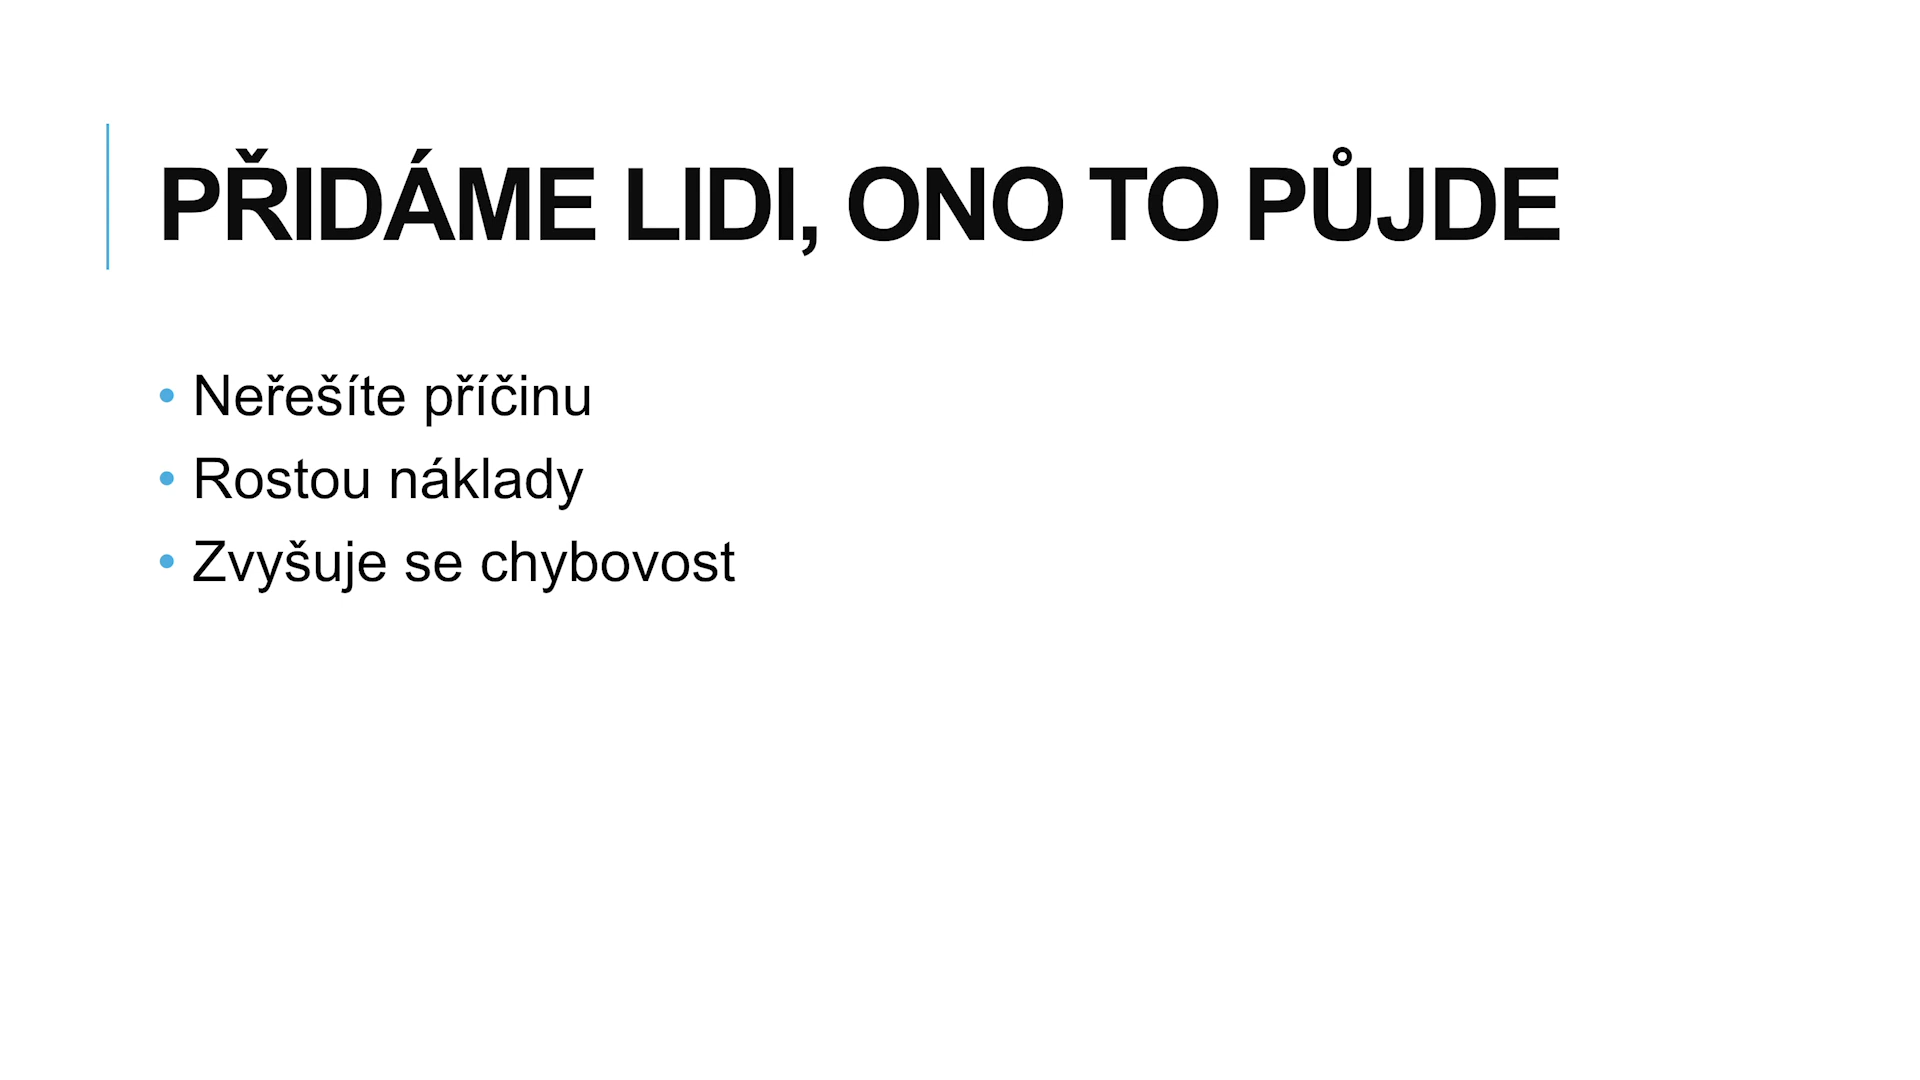 PŘIDÁME LIDI, ONO TO PŮJDE
• Neřešíte příčinu
• Rostou náklady
• Zvyšuje se chybovost